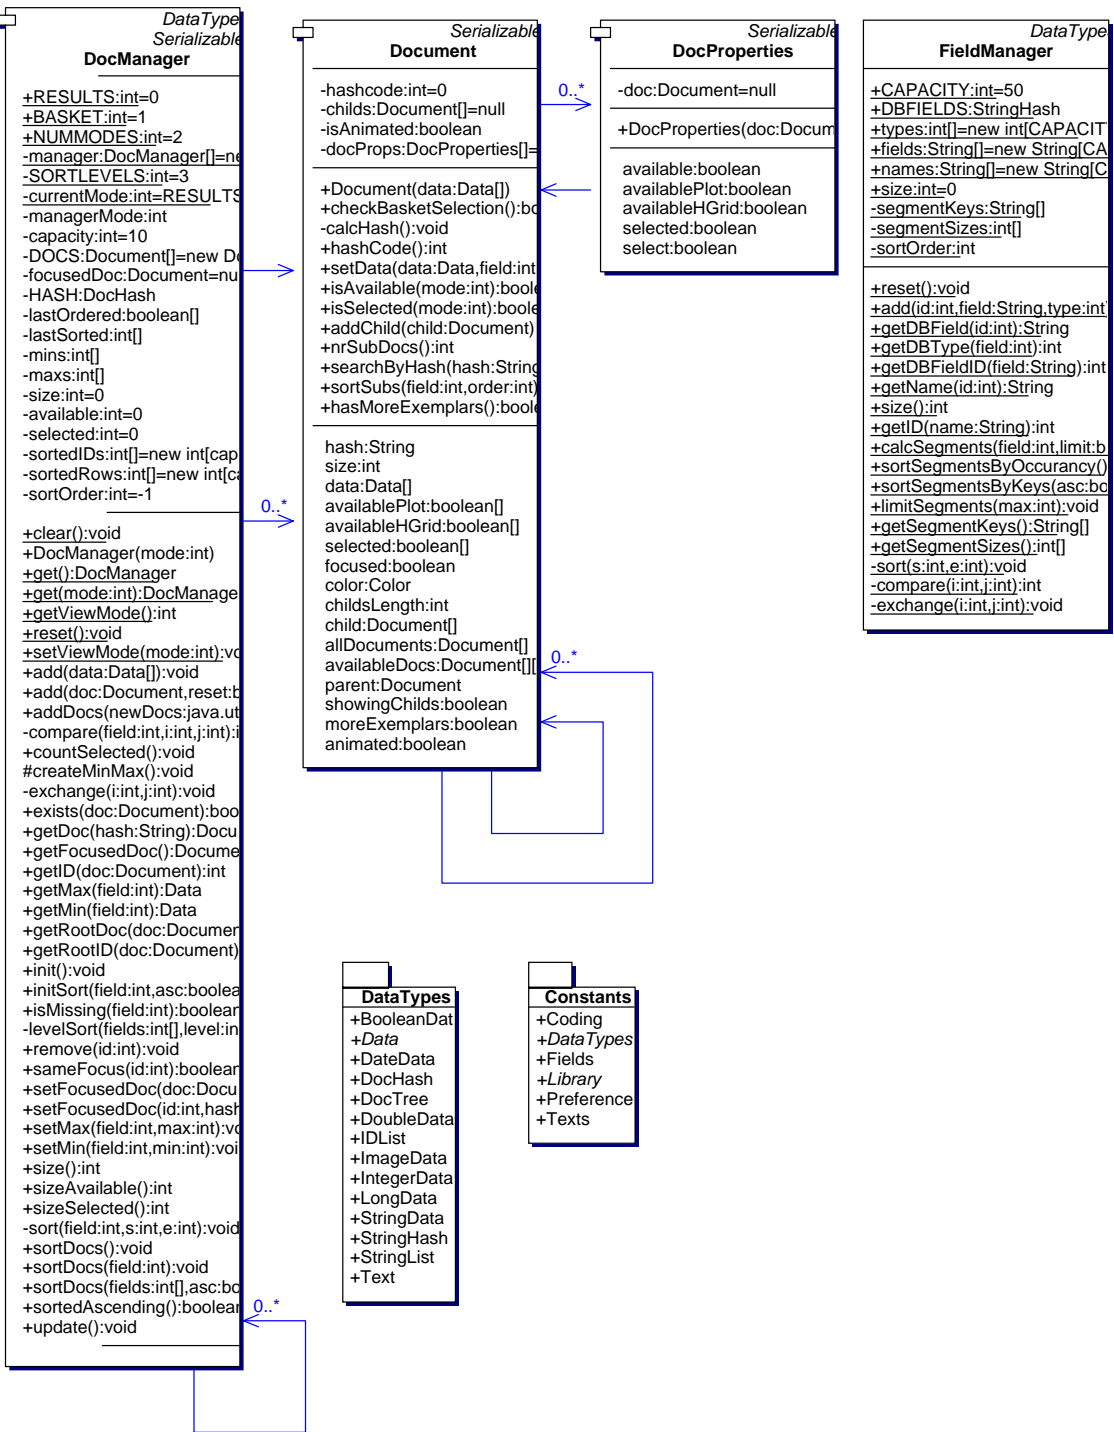 DataType
Serializable
DocManager
+RESULTS:int=0
+BASKET:int=1
+NUMMODES:int=2
-manager:DocManager[]=ne
-SORTLEVELS:int=3
-currentMode:int=RESULTS
-managerMode:int
-capacity:int=10
-DOCS:Document[]=new Do
-focusedDoc:Document=nu
-HASH:DocHash
-lastOrdered:boolean[]
-lastSorted:int[]
-mins:int[]
-maxs:int[]
-size:int=0
-available:int=0
-selected:int=0
-sortedIDs:int[]=new int[cap
-sortedRows:int[]=new int[ca
-sortOrder:int=-1
+clear():void
+DocManager(mode:int)
+get():DocManager
+get(mode:int):DocManage
+getViewMode():int
+reset():void
+setViewMode(mode:int):vo
+add(data:Data[]):void
+add(doc:Document,reset:b
+addDocs(newDocs:java.ut
-compare(field:int,i:int,j:int):i
+countSelected():void
#createMinMax():void
-exchange(i:int,j:int):void
+exists(doc:Document):boo
+getDoc(hash:String):Docu
+getFocusedDoc():Docume
+getID(doc:Document):int
+getMax(field:int):Data
+getMin(field:int):Data
+getRootDoc(doc:Documen
+getRootID(doc:Document)
+init():void
+initSort(field:int,asc:boolea
+isMissing(field:int):boolean
-levelSort(fields:int[],level:in
+remove(id:int):void
+sameFocus(id:int):boolean
+setFocusedDoc(doc:Docu
+setFocusedDoc(id:int,hash
+setMax(field:int,max:int):vo
+setMin(field:int,min:int):voi
+size():int
+sizeAvailable():int
+sizeSelected():int
-sort(field:int,s:int,e:int):void
+sortDocs():void
+sortDocs(field:int):void
+sortDocs(fields:int[],asc:bo
+sortedAscending():boolean
+update():void
0..*
0..*
Serializable
Document
-hashcode:int=0
-childs:Document[]=null
-isAnimated:boolean
-docProps:DocProperties[]=
+Document(data:Data[])
+checkBasketSelection():bo
-calcHash():void
+hashCode():int
+setData(data:Data,field:int
+isAvailable(mode:int):boole
+isSelected(mode:int):boole
+addChild(child:Document)
+nrSubDocs():int
+searchByHash(hash:String
+sortSubs(field:int,order:int)
+hasMoreExemplars():boole
hash:String
size:int
data:Data[]
availablePlot:boolean[]
availableHGrid:boolean[]
selected:boolean[]
focused:boolean
color:Color
childsLength:int
child:Document[]
allDocuments:Document[]
availableDocs:Document[][
parent:Document
showingChilds:boolean
moreExemplars:boolean
animated:boolean
0..*
0..*
Serializable
DocProperties
-doc:Document=null
+DocProperties(doc:Docum
available:boolean
availablePlot:boolean
availableHGrid:boolean
selected:boolean
select:boolean
DataType
FieldManager
+CAPACITY:int=50
+DBFIELDS:StringHash
+types:int[]=new int[CAPACIT
+fields:String[]=new String[CA
+names:String[]=new String[C
+size:int=0
-segmentKeys:String[]
-segmentSizes:int[]
-sortOrder:int
+reset():void
+add(id:int,field:String,type:int
+getDBField(id:int):String
+getDBType(field:int):int
+getDBFieldID(field:String):int
+getName(id:int):String
+size():int
+getID(name:String):int
+calcSegments(field:int,limit:b
+sortSegmentsByOccurancy()
+sortSegmentsByKeys(asc:bo
+limitSegments(max:int):void
+getSegmentKeys():String[]
+getSegmentSizes():int[]
-sort(s:int,e:int):void
-compare(i:int,j:int):int
-exchange(i:int,j:int):void
DataTypes
+BooleanDat
+Data
+DateData
+DocHash
+DocTree
+DoubleData
+IDList
+ImageData
+IntegerData
+LongData
+StringData
+StringHash
+StringList
+Text
Constants
+Coding
+DataTypes
+Fields
+Library
+Preference
+Texts